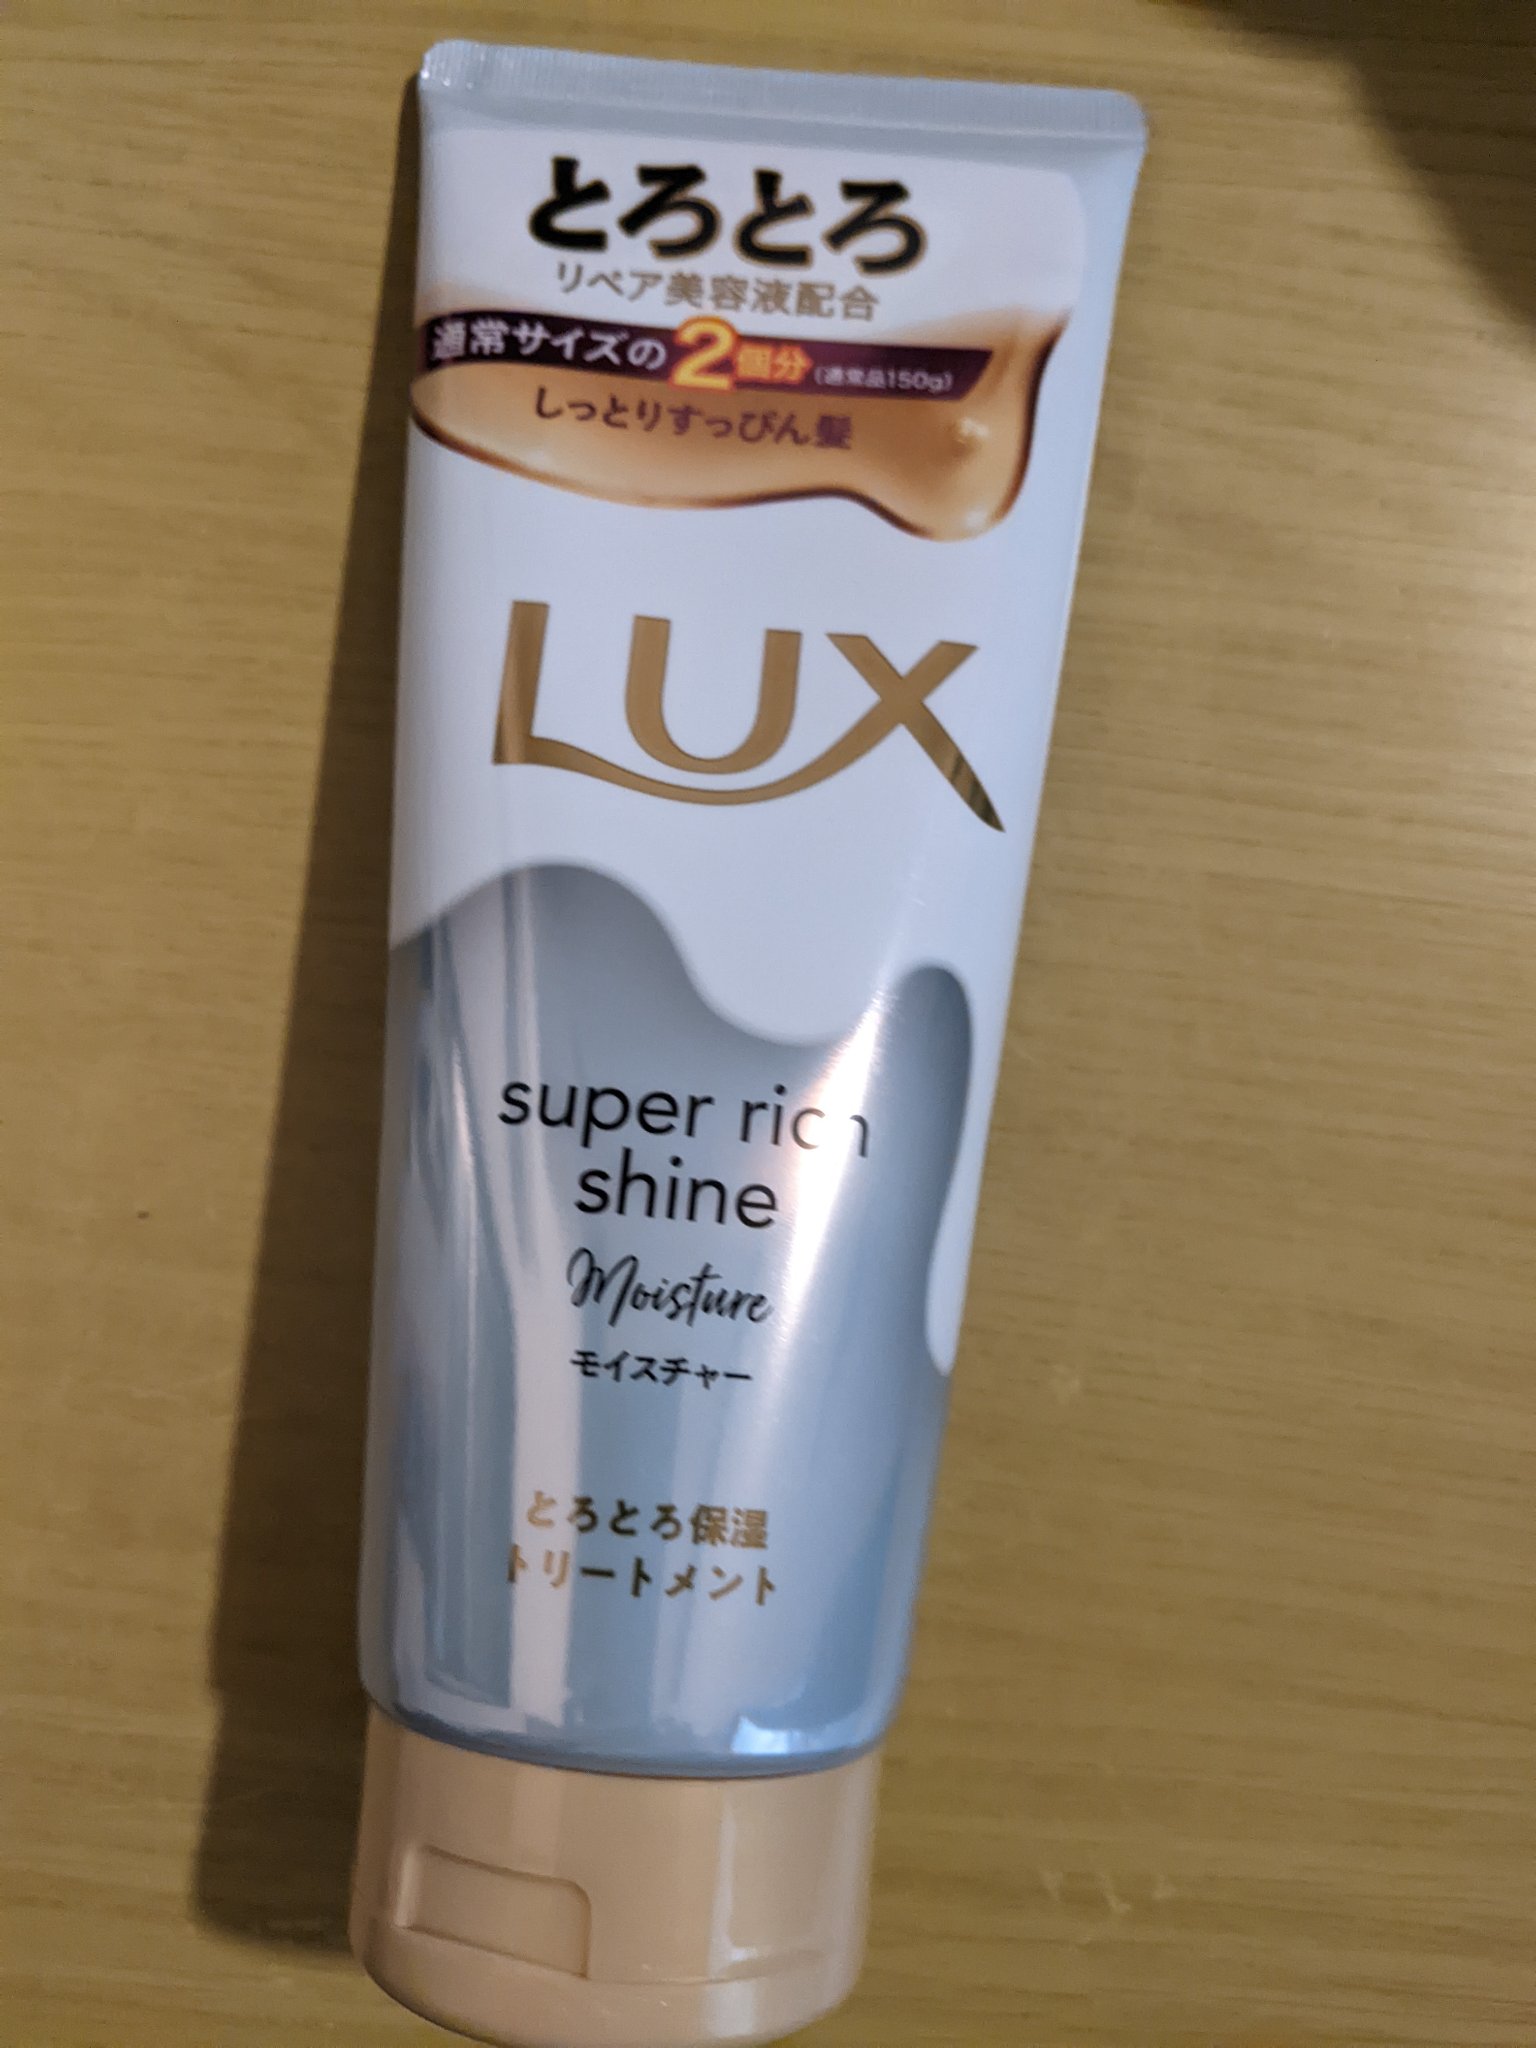 とろとろ
リペア美容液配合
通常サイズの2個分(通常品150g)
しっとりすっぴん髪
LUX
super rich
shine
Moisture
モイスチャー
とろとろ保湿
トリートメント